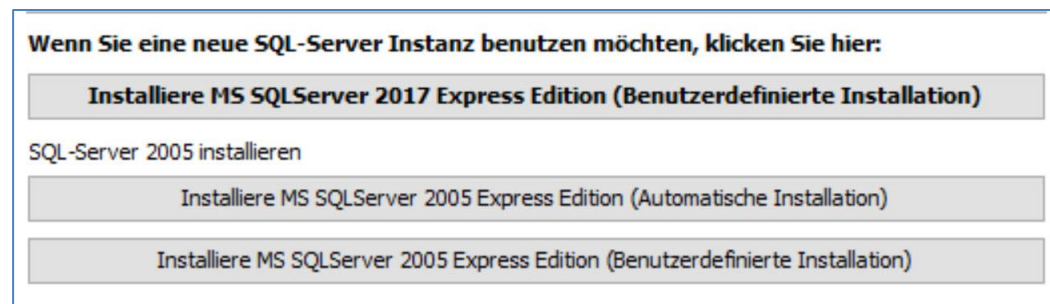 Wenn Sie eine neue SQL-Server Instanz benutzen möchten, klicken Sie hier:
Installiere MS SQLServer 2017 Express Edition (Benutzerdefinierte Installation)
SQL-Server 2005 installieren
Installiere MS SQLServer 2005 Express Edition (Automatische Installation)
Installiere MS SQLServer 2005 Express Edition (Benutzerdefinierte Installation)